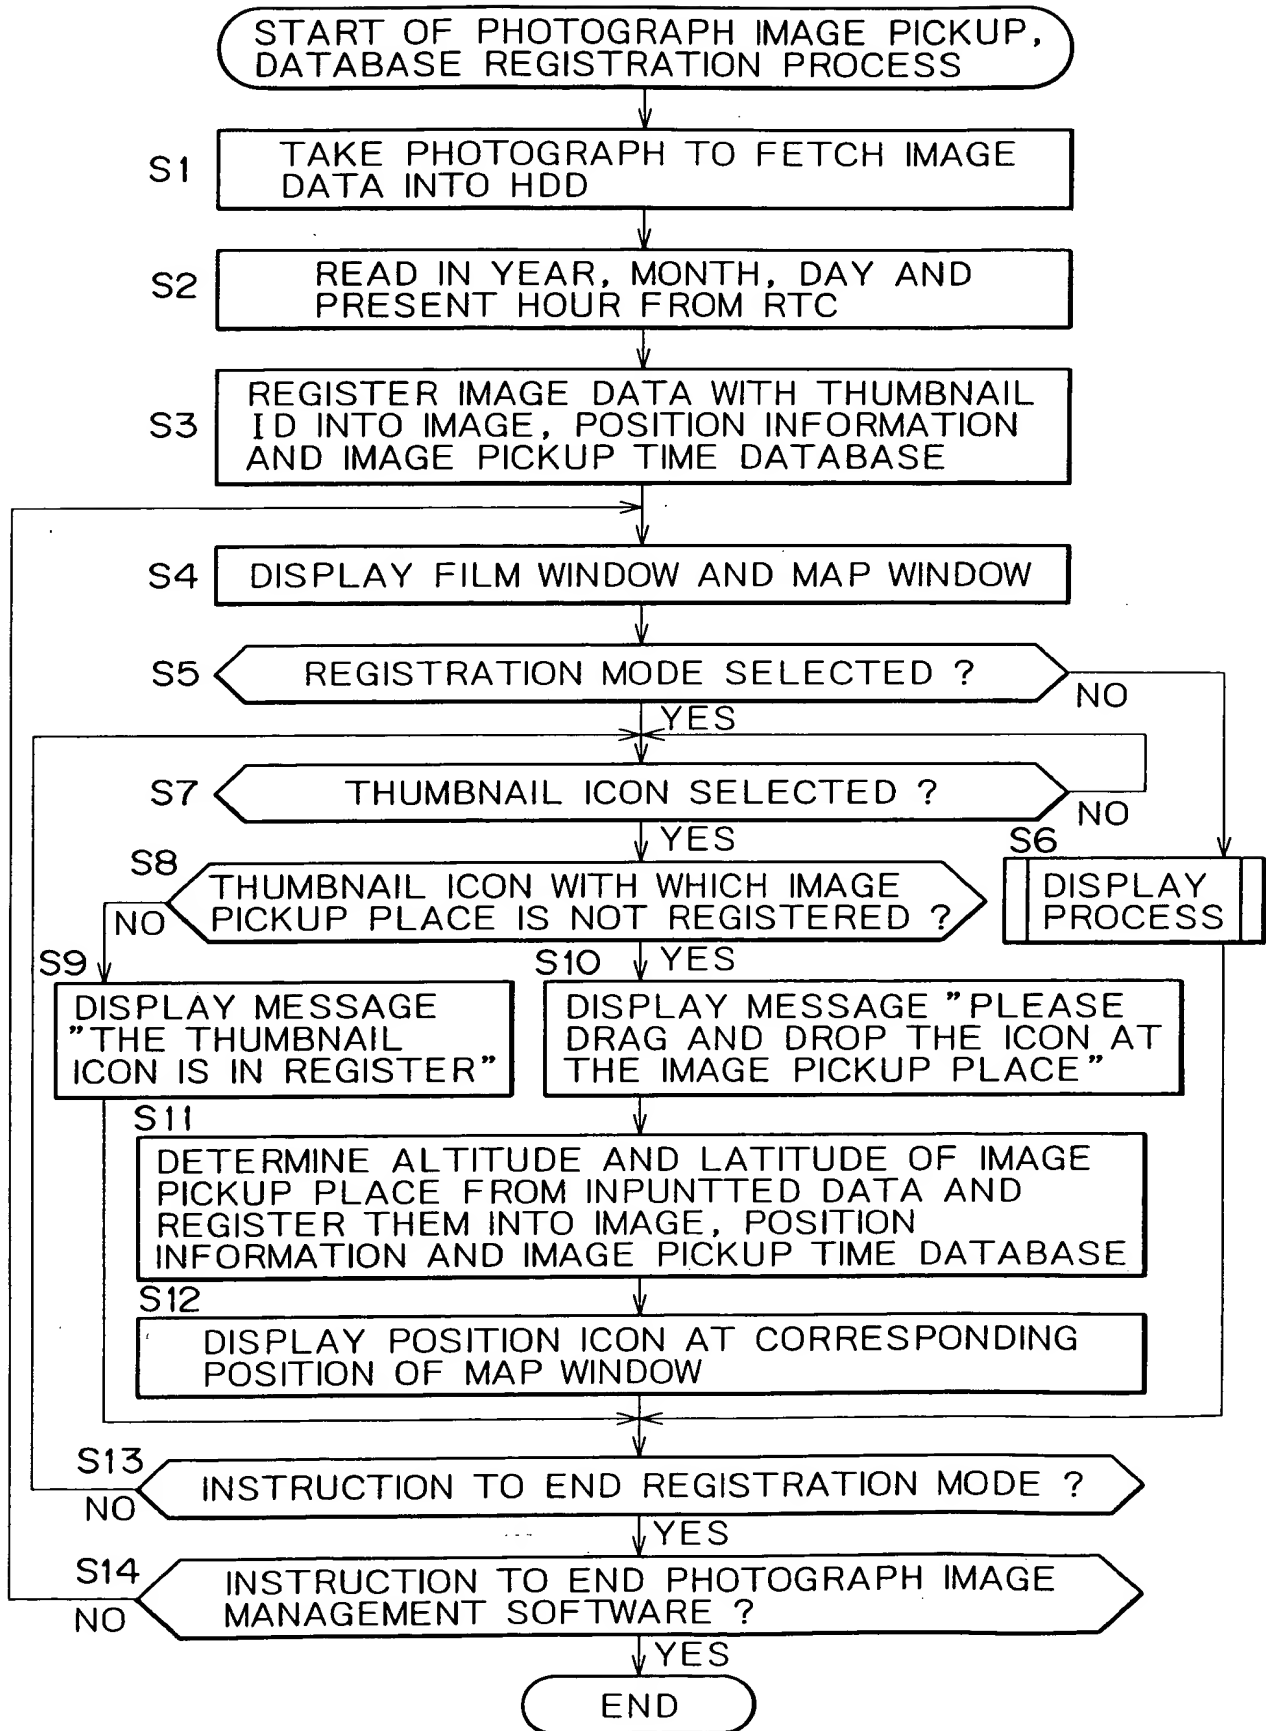 START OF PHOTOGRAPH IMAGE PICKUP,
DATABASE REGISTRATION PROCESS
S1
TAKE PHOTOGRAPH TO FETCH IMAGE
DATA INTO HDD
S2
READ IN YEAR, MONTH, DAY AND
PRESENT HOUR FROM RTC
S3
REGISTER IMAGE DATA WITH THUMBNAIL
ID INTO IMAGE, POSITION INFORMATION
AND IMAGE PICKUP TIME DATABASE
S4
DISPLAY FILM WINDOW AND MAP WINDOW
S5
REGISTRATION MODE SELECTED ?
NO
YES
S7
THUMBNAIL ICON SELECTED ?
NO
YES
S6
DISPLAY
PROCESS
S8
THUMBNAIL ICON WITH WHICH IMAGE
PICKUP PLACE IS NOT REGISTERED ?
NO
YES
S9
DISPLAY MESSAGE
"THE THUMBNAIL
ICON IS IN REGISTER"
S10
DISPLAY MESSAGE "PLEASE
DRAG AND DROP THE ICON AT
THE IMAGE PICKUP PLACE"
S11
DETERMINE ALTITUDE AND LATITUDE OF IMAGE
PICKUP PLACE FROM INPUNTTED DATA AND
REGISTER THEM INTO IMAGE, POSITION
INFORMATION AND IMAGE PICKUP TIME DATABASE
S12
DISPLAY POSITION ICON AT CORRESPONDING
POSITION OF MAP WINDOW
S13
INSTRUCTION TO END REGISTRATION MODE ?
NO
YES
S14
INSTRUCTION TO END PHOTOGRAPH IMAGE
MANAGEMENT SOFTWARE ?
NO
YES
END